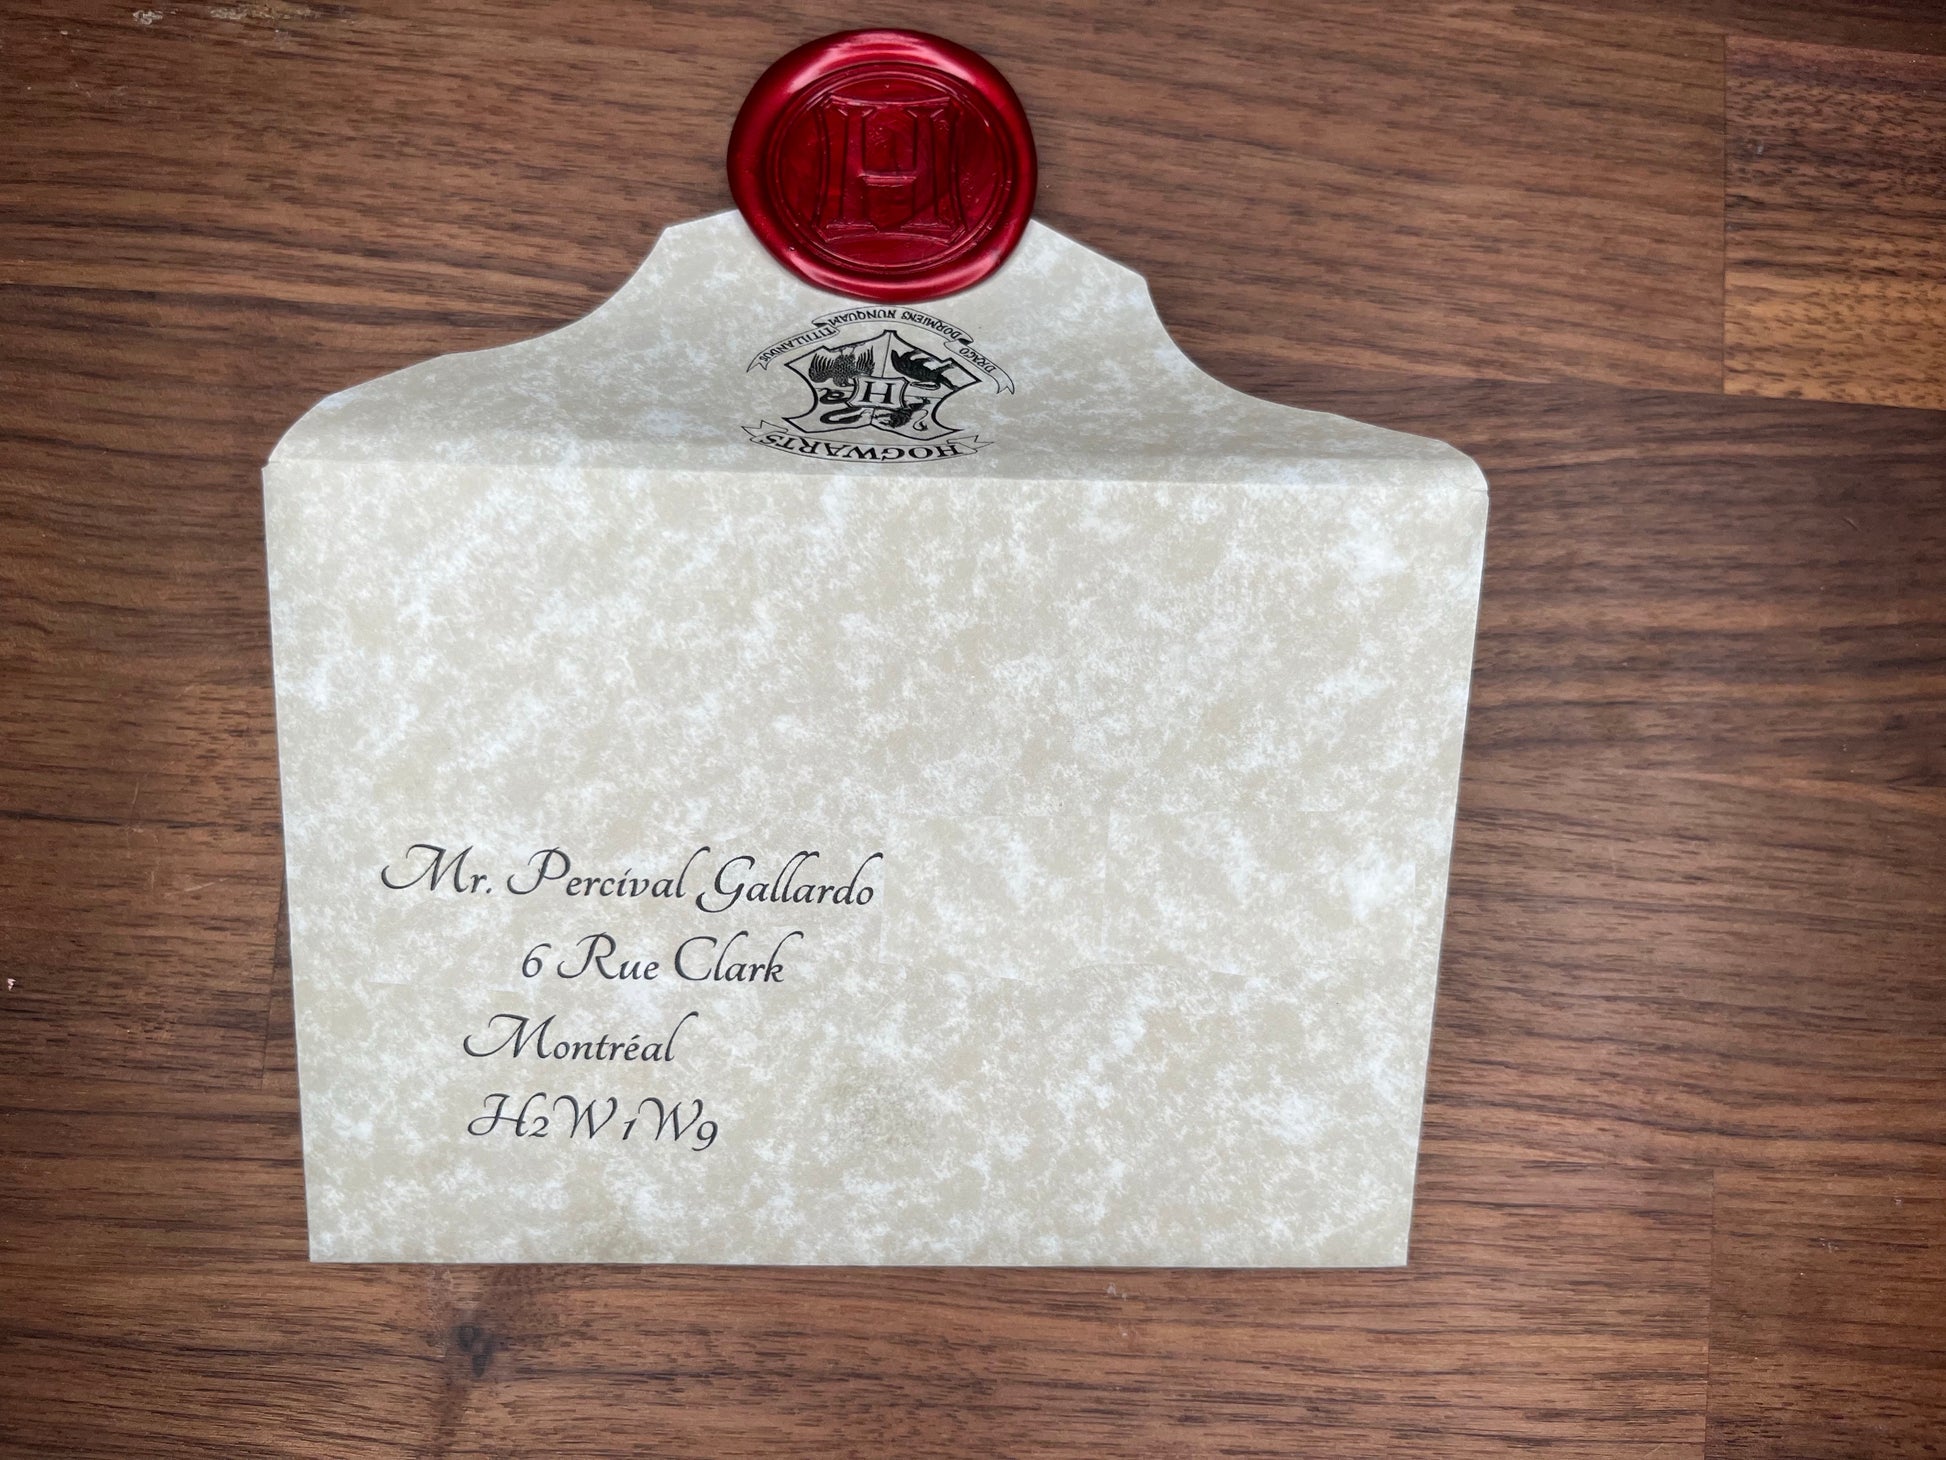 H
DRACO DORMIENS NUNQUAM TITILLANDUS
H
HOGWARTS
Mr. Percival Gallardo
6 Rue Clark
Montréal
H2W1W9